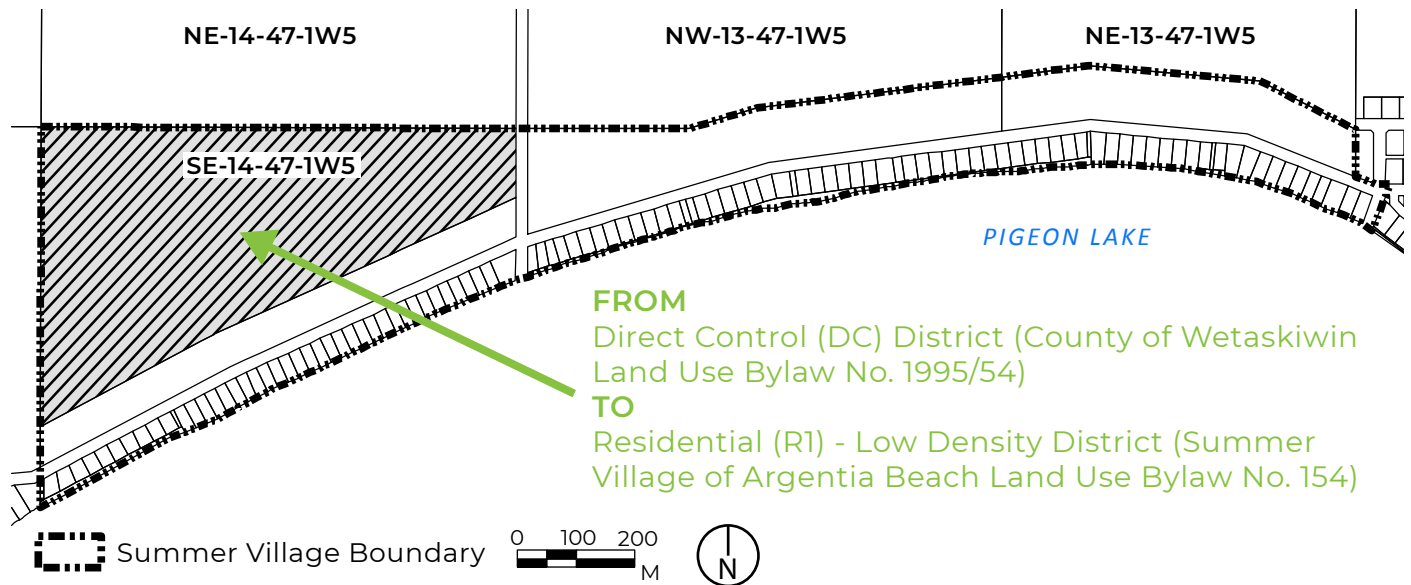 NE-14-47-1W5
NW-13-47-1W5
NE-13-47-1W5
SE-14-47-1W5
PIGEON LAKE
FROM
Direct Control (DC) District (County of Wetaskiwin
Land Use Bylaw No. 1995/54)
TO
Residential (R1) - Low Density District (Summer
Village of Argentia Beach Land Use Bylaw No. 154)
Summer Village Boundary
0 100 200
M
N